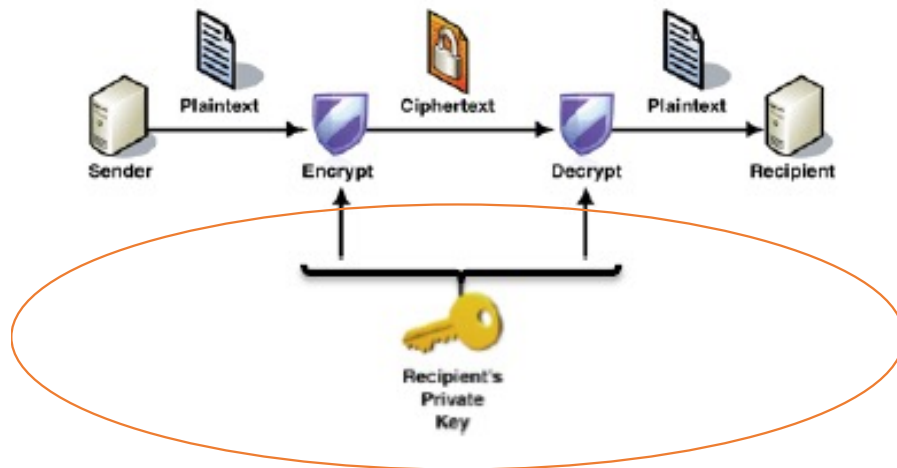 Plaintext
Ciphertext
Plaintext
Sender
Encrypt
Decrypt
Recipient
Recipient's
Private
Key